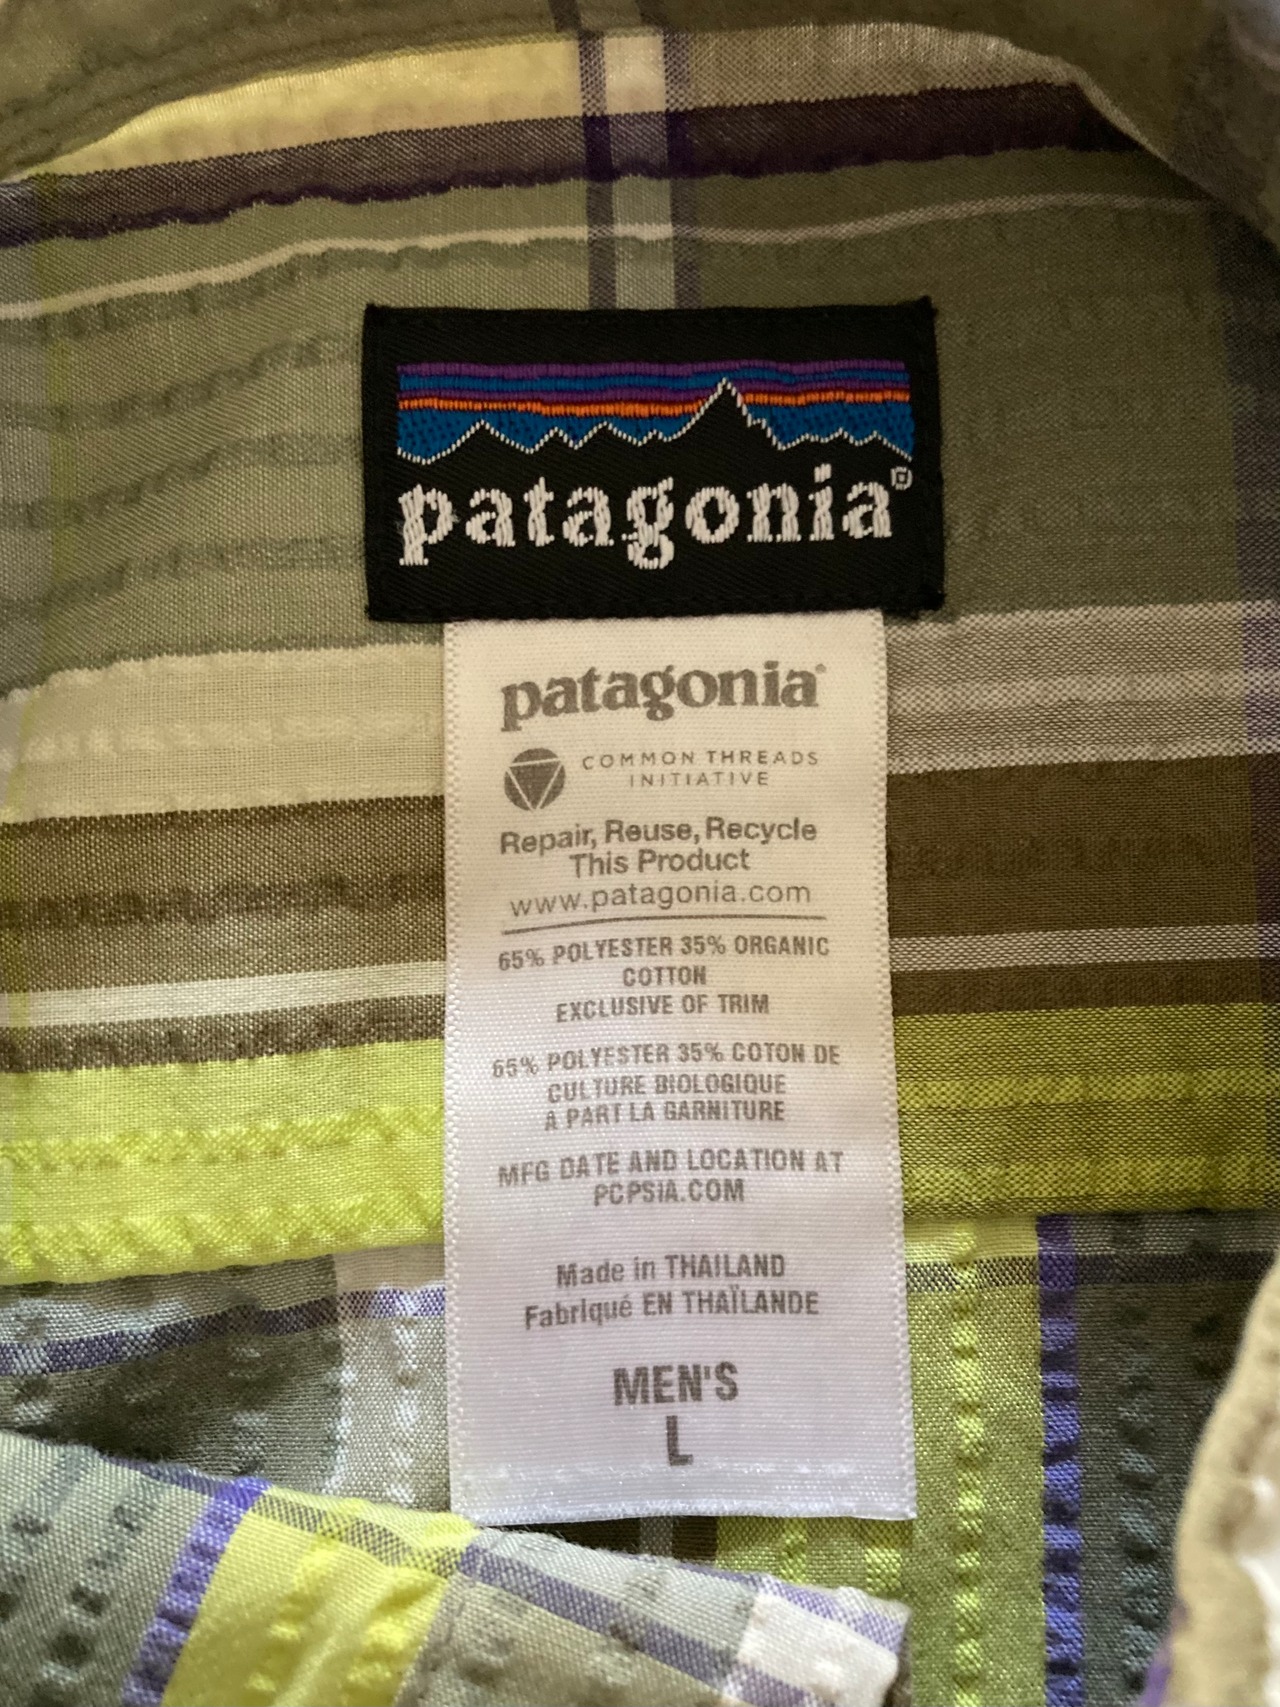 patagonia®
patagonia®
COMMON THREADS
INITIATIVE
Repair, Reuse, Recycle
This Product
www.patagonia.com
65% POLYESTER 35% ORGANIC
COTTON
EXCLUSIVE OF TRIM
65% POLYESTER 35% COTON DE
CULTURE BIOLOGIQUE
A PART LA GARNITURE
MFG DATE AND LOCATION AT
PCPSIA.COM
Made in THAILAND
Fabriqué EN THAÏLANDE
MEN'S
L